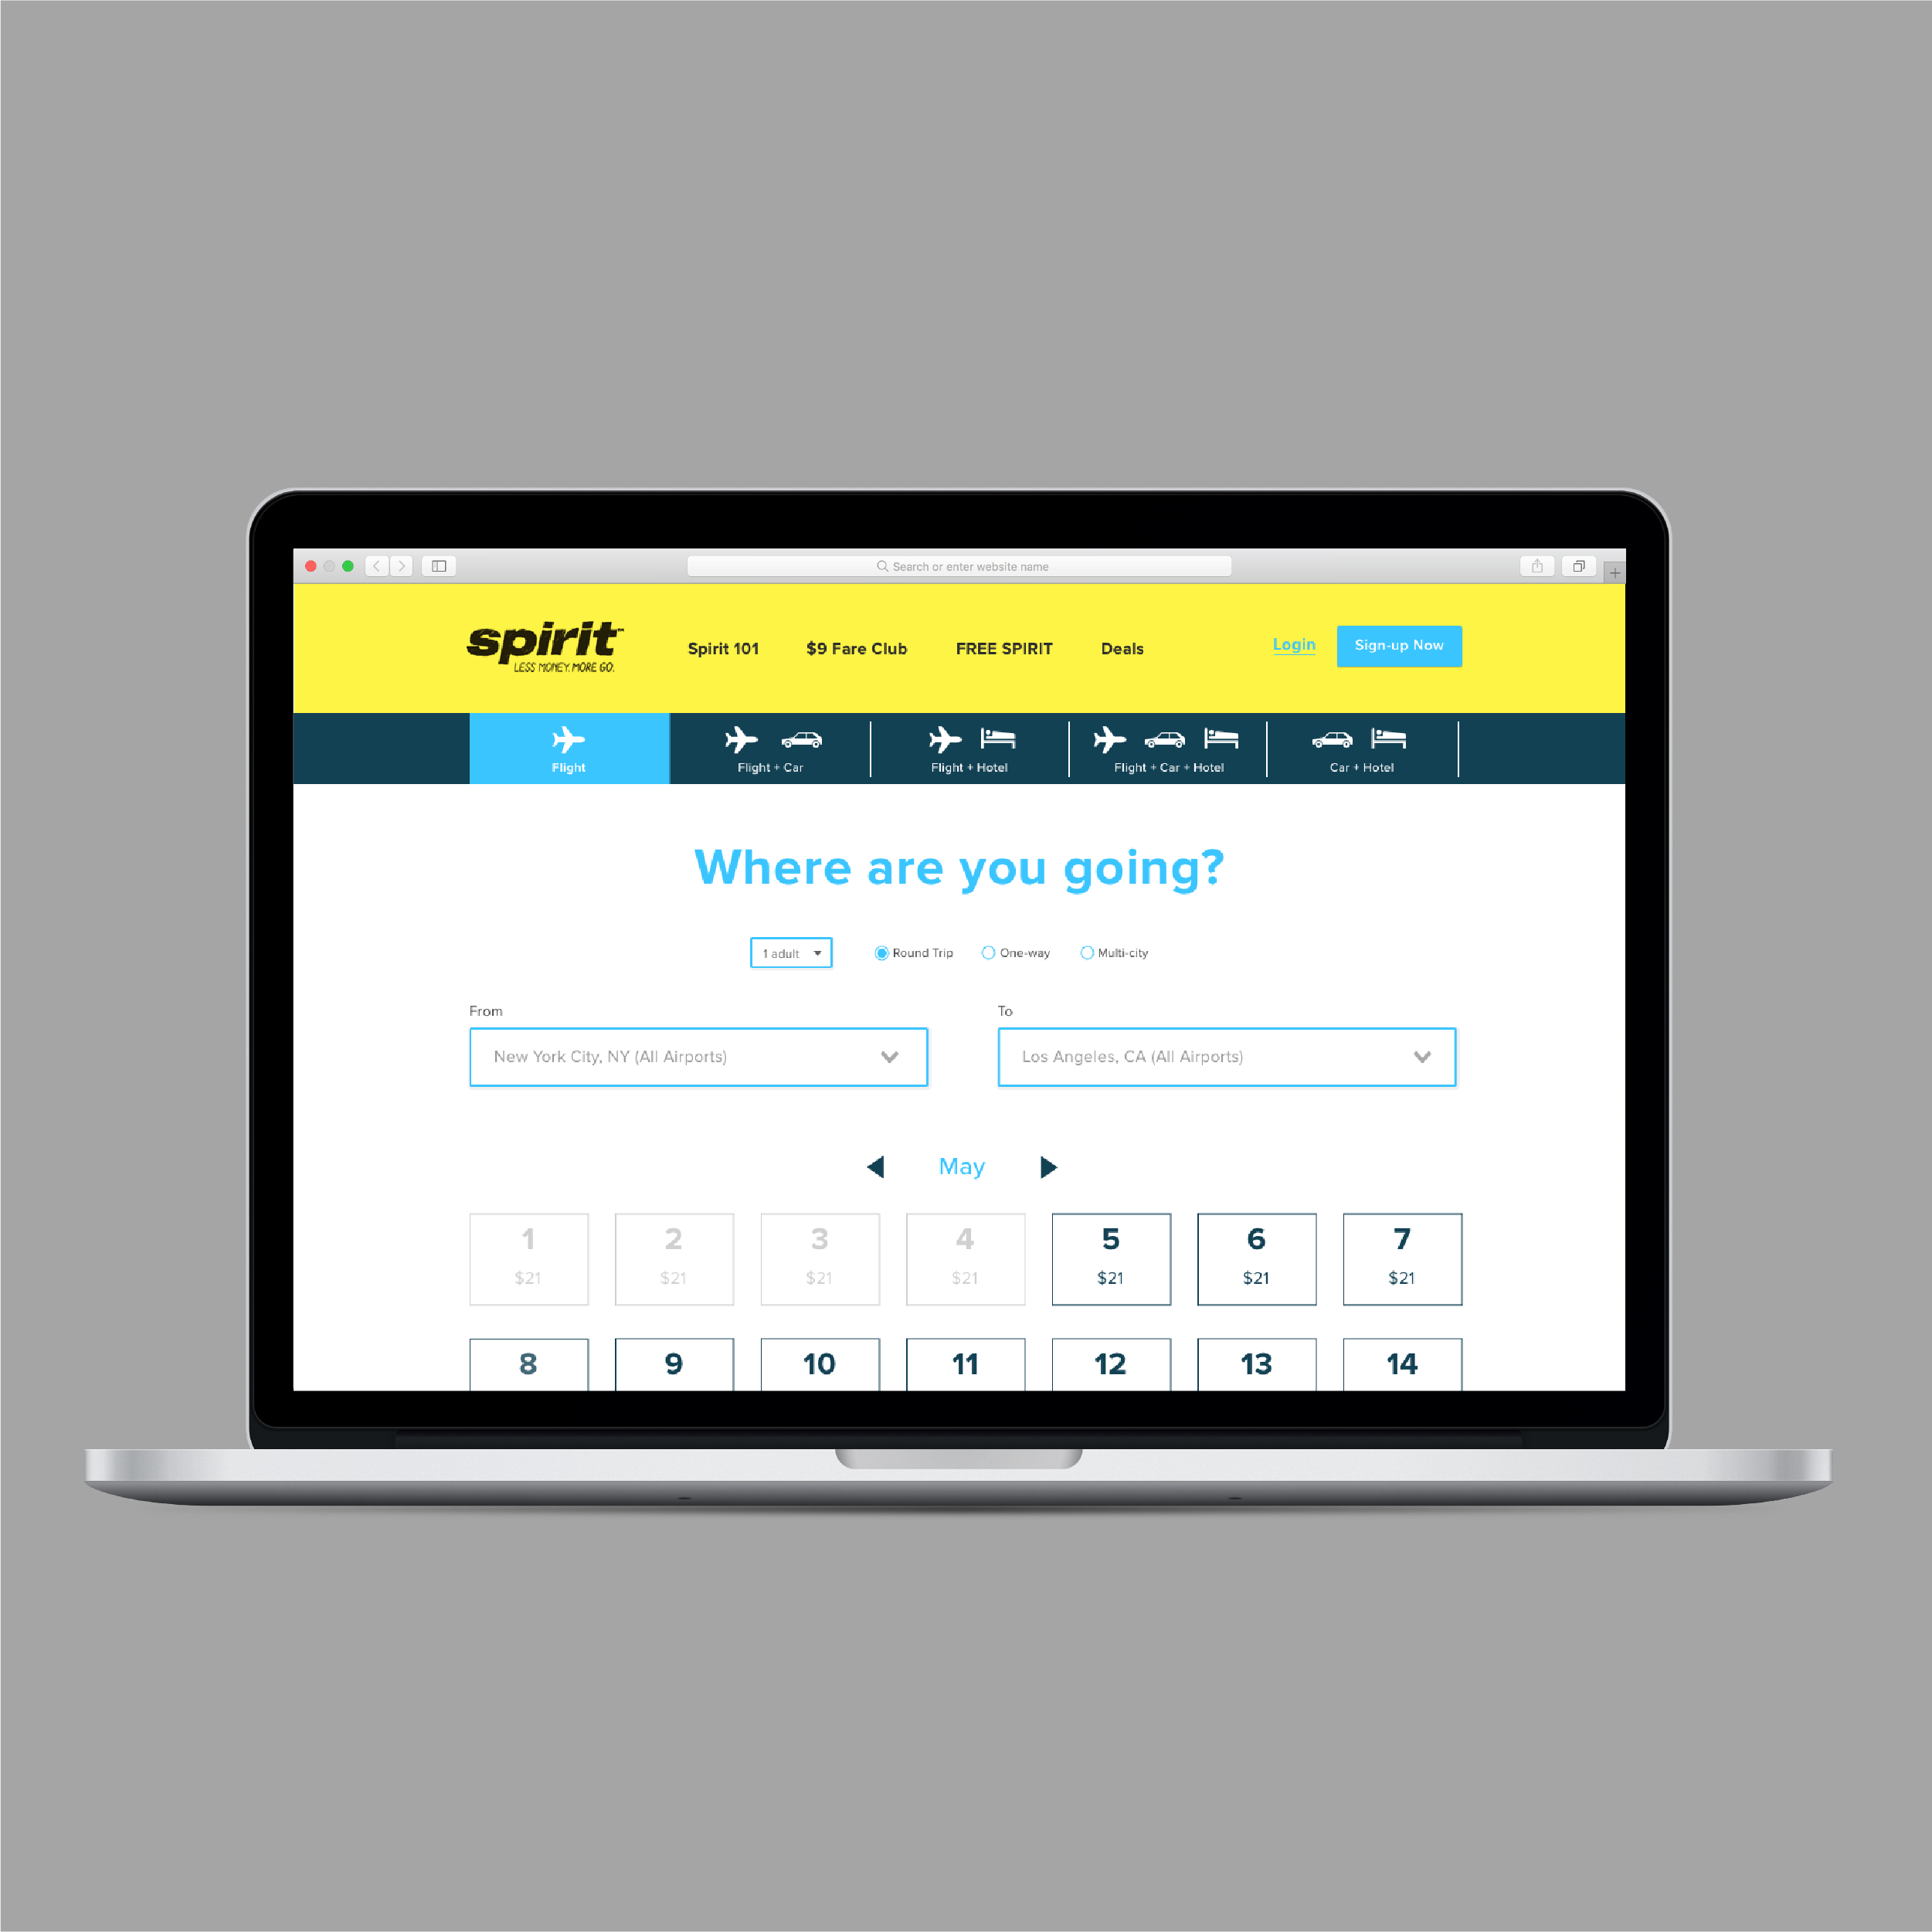 Search or enter website name
spirit™
LESS MONEY. MORE GO.
Spirit 101 $9 Fare Club FREE SPIRIT Deals Login Sign-up Now
Flight Flight + Car Flight + Hotel Flight + Car + Hotel Car + Hotel
Where are you going?
1 adult Round Trip One-way Multi-city
From To
New York City, NY (All Airports) Los Angeles, CA (All Airports)
May
1 2 3 4 5 6 7
$21 $21 $21 $21 $21 $21 $21
8 9 10 11 12 13 14